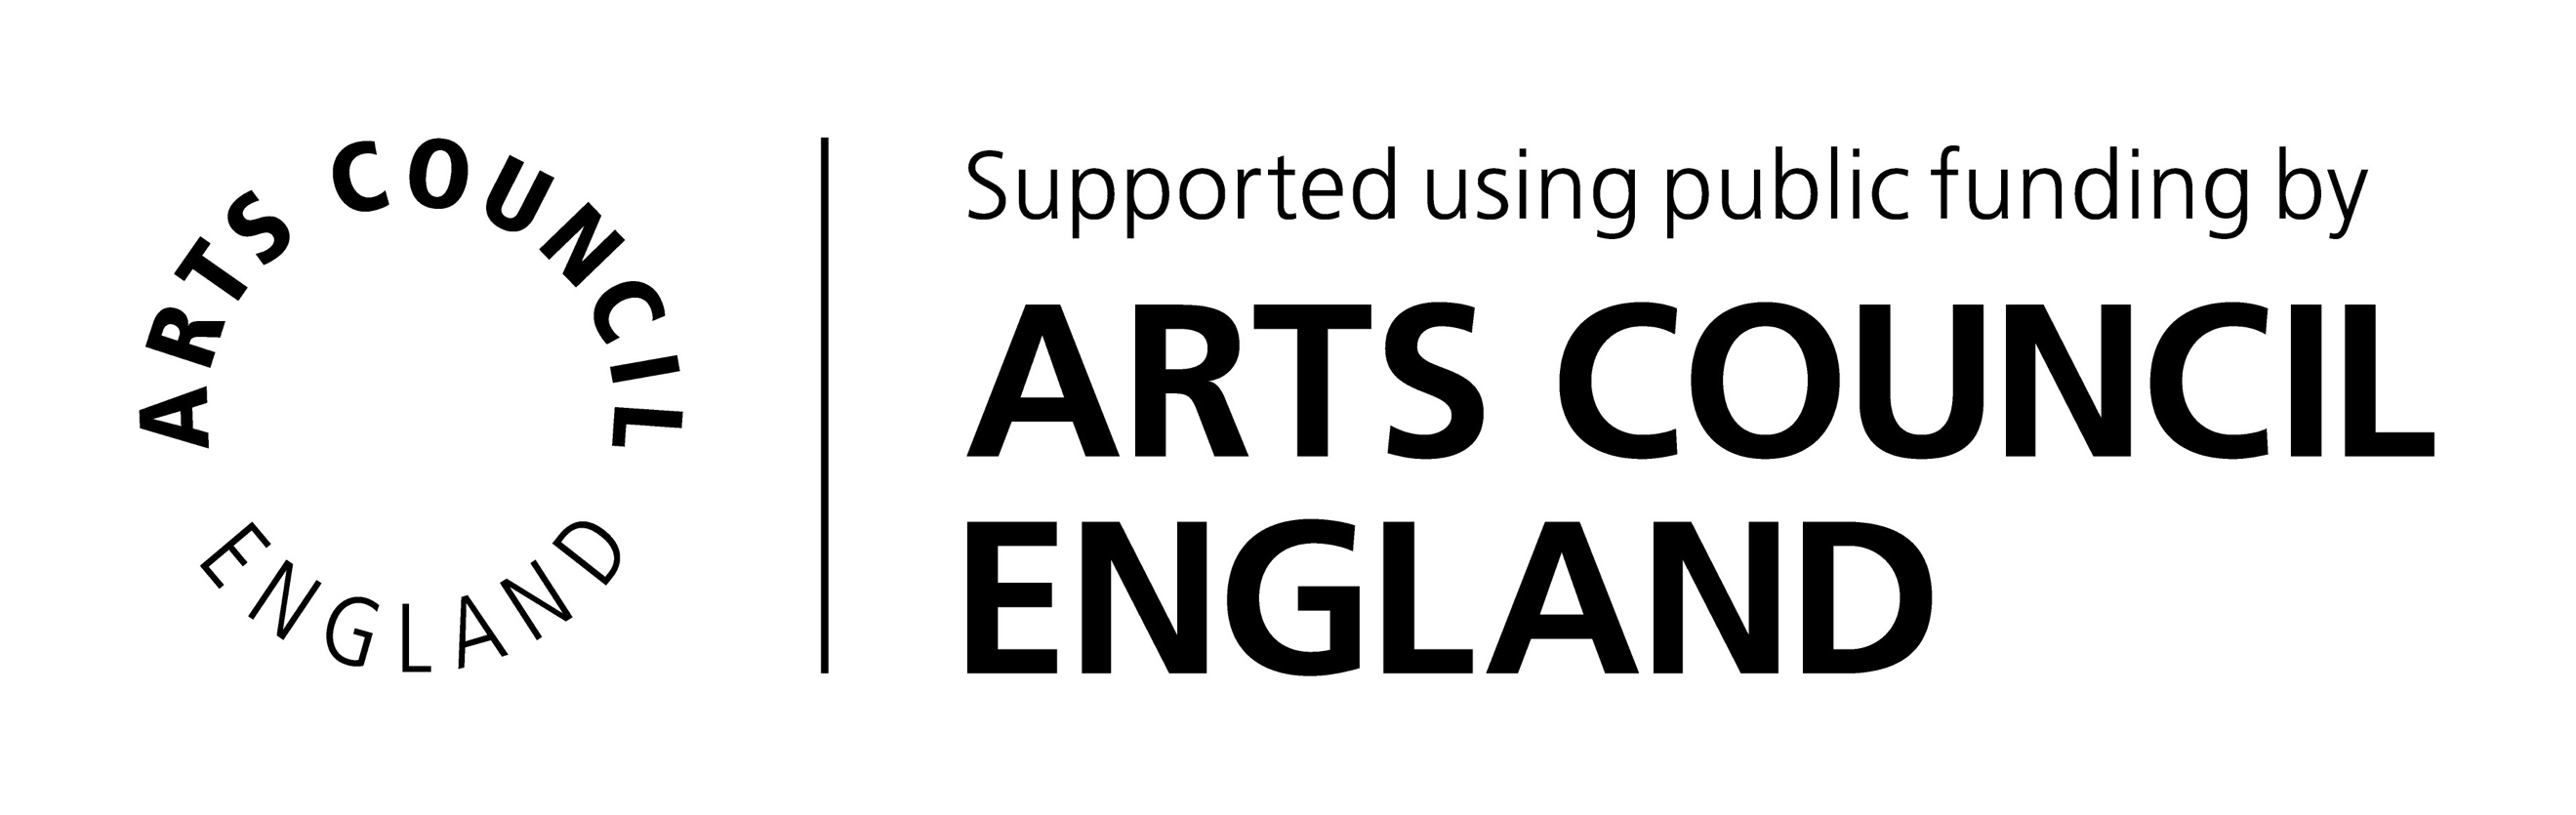 ARTS COUNCIL
ENGLAND
Supported using public funding by
ARTS COUNCIL
ENGLAND